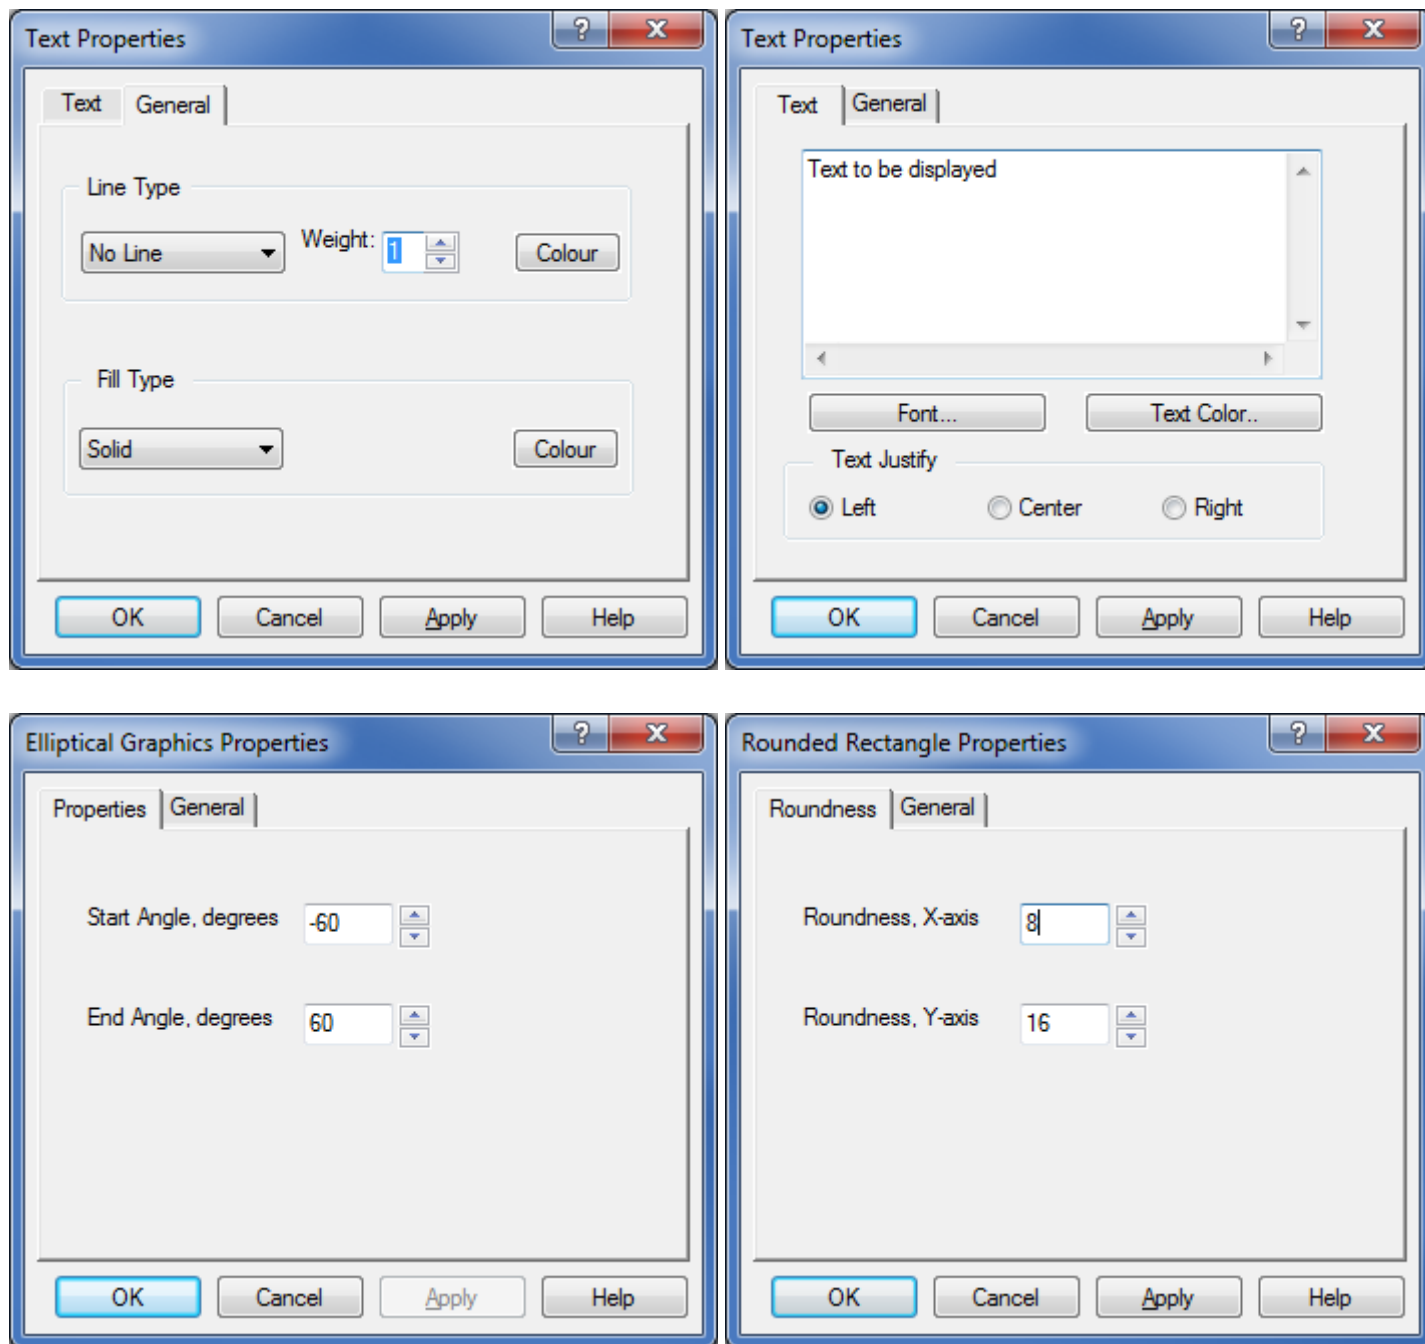 Text Properties
?
X
Text
General
Line Type
No Line
Weight:
1
Colour
Fill Type
Solid
Colour
OK
Cancel
Apply
Help
Text Properties
?
X
Text
General
Text to be displayed
Font...
Text Color..
Text Justify
Left
Center
Right
OK
Cancel
Apply
Help
Elliptical Graphics Properties
?
X
Properties
General
Start Angle, degrees
-60
End Angle, degrees
60
OK
Cancel
Apply
Help
Rounded Rectangle Properties
?
X
Roundness
General
Roundness, X-axis
8
Roundness, Y-axis
16
OK
Cancel
Apply
Help